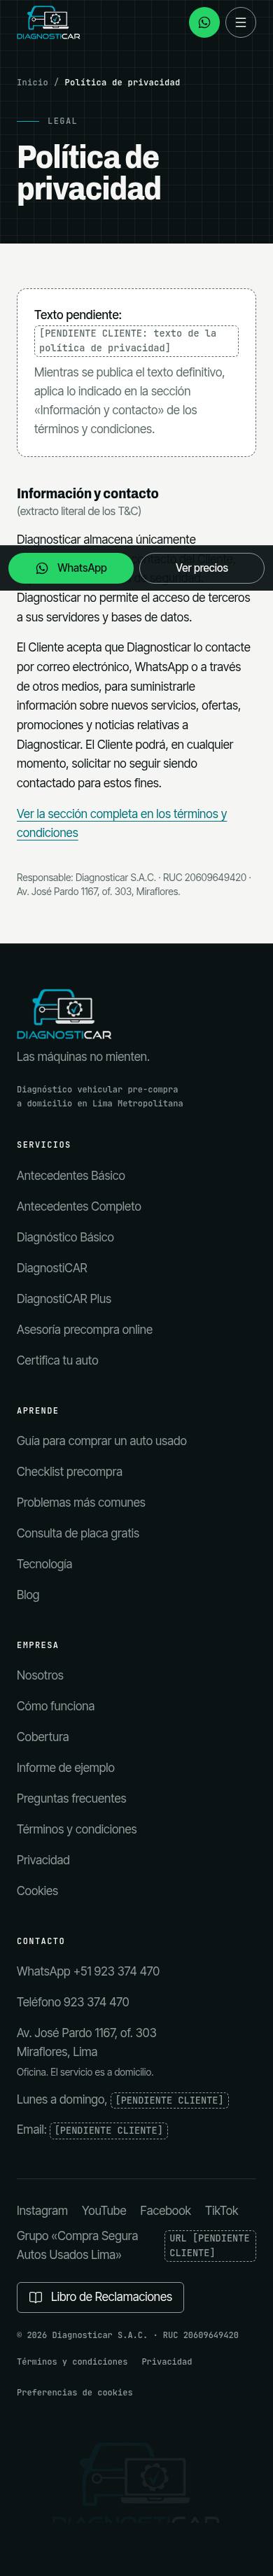 DIAGNOSTICAR
Inicio / Política de privacidad
LEGAL
Política de
privacidad
Texto pendiente:
[PENDIENTE CLIENTE: texto de la
política de privacidad]
Mientras se publica el texto definitivo,
aplica lo indicado en la sección
«Información y contacto» de los
términos y condiciones.
Información y contacto
(extracto literal de los T&C)
Diagnosticar almacena únicamente
WhatsApp
Ver precios
Diagnosticar no permite el acceso de terceros
a sus servidores y bases de datos.
El Cliente acepta que Diagnosticar lo contacte
por correo electrónico, WhatsApp o a través
de otros medios, para suministrarle
información sobre nuevos servicios, ofertas,
promociones y noticias relativas a
Diagnosticar. El Cliente podrá, en cualquier
momento, solicitar no seguir siendo
contactado para estos fines.
Ver la sección completa en los términos y
condiciones
Responsable: Diagnosticar S.A.C. · RUC 20609649420 ·
Av. José Pardo 1167, of. 303, Miraflores.
DIAGNOSTICAR
Las máquinas no mienten.
Diagnóstico vehicular pre-compra
a domicilio en Lima Metropolitana
SERVICIOS
Antecedentes Básico
Antecedentes Completo
Diagnóstico Básico
DiagnostiCAR
DiagnostiCAR Plus
Asesoría precompra online
Certifica tu auto
APRENDE
Guía para comprar un auto usado
Checklist precompra
Problemas más comunes
Consulta de placa gratis
Tecnología
Blog
EMPRESA
Nosotros
Cómo funciona
Cobertura
Informe de ejemplo
Preguntas frecuentes
Términos y condiciones
Privacidad
Cookies
CONTACTO
WhatsApp +51 923 374 470
Teléfono 923 374 470
Av. José Pardo 1167, of. 303
Miraflores, Lima
Oficina. El servicio es a domicilio.
Lunes a domingo, [PENDIENTE CLIENTE]
Email: [PENDIENTE CLIENTE]
Instagram YouTube Facebook TikTok
Grupo «Compra Segura
Autos Usados Lima»
URL [PENDIENTE
CLIENTE]
Libro de Reclamaciones
© 2026 Diagnosticar S.A.C. · RUC 20609649420
Términos y condiciones Privacidad
Preferencias de cookies
DIAGNOSTICAR